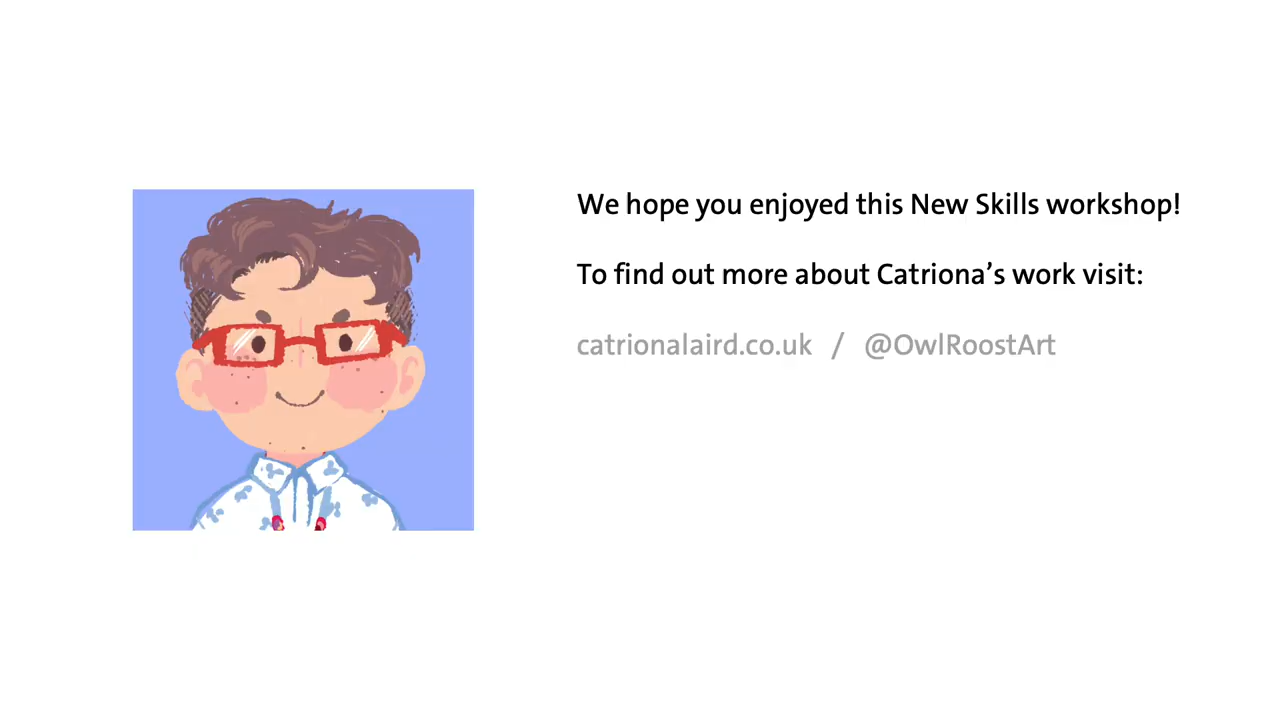 We hope you enjoyed this New Skills workshop!
To find out more about Catriona’s work visit:
catrionalaird.co.uk / @OwlRoostArt